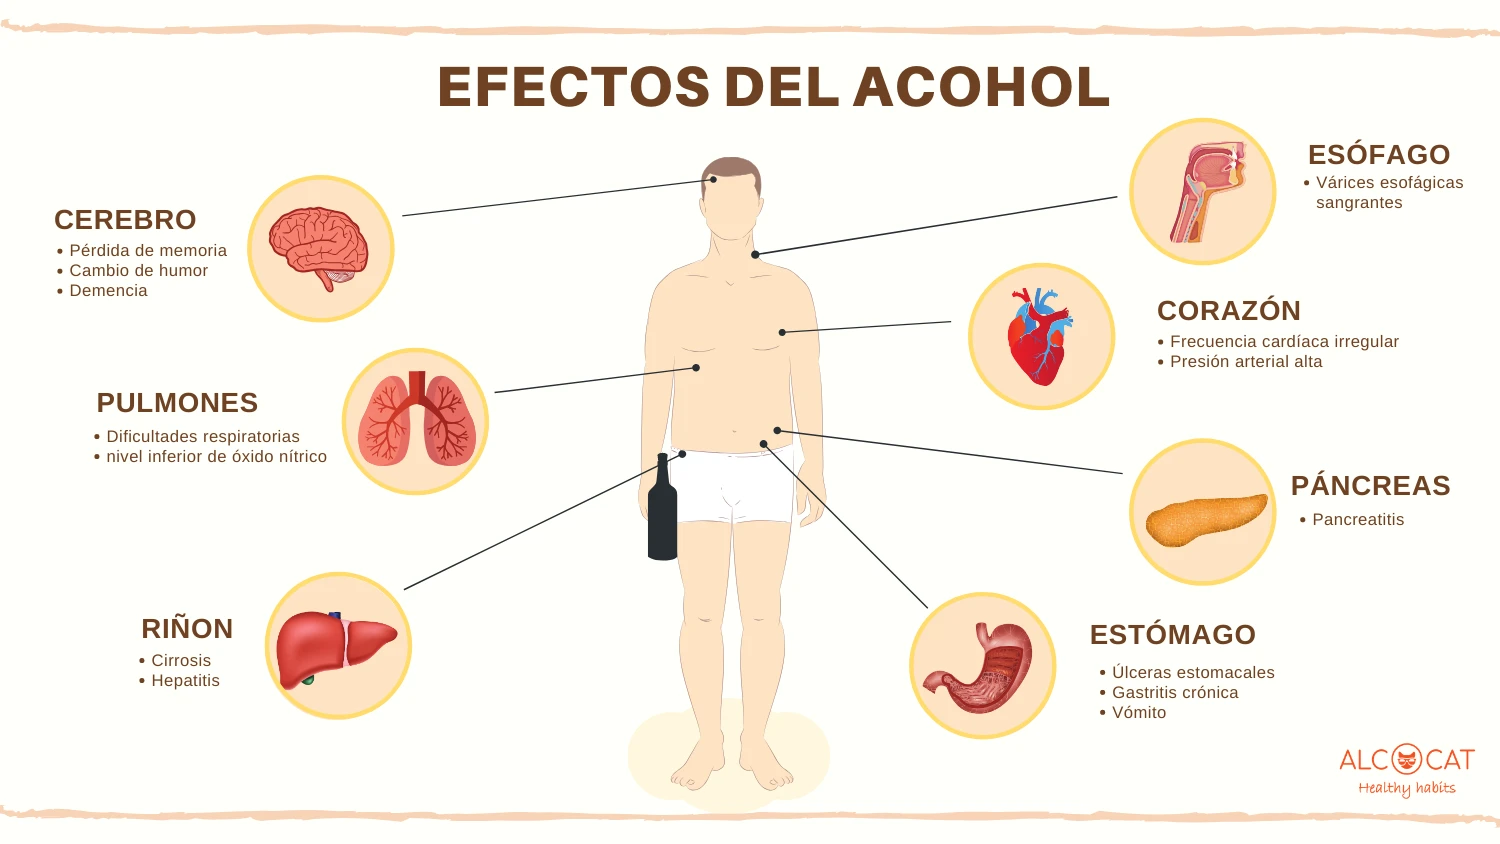 EFECTOS DEL ACOHOL
CEREBRO
• Pérdida de memoria
• Cambio de humor
• Demencia
PULMONES
• Dificultades respiratorias
• nivel inferior de óxido nítrico
RIÑON
• Cirrosis
• Hepatitis
ESÓFAGO
• Várices esofágicas
sangrantes
CORAZÓN
• Frecuencia cardíaca irregular
• Presión arterial alta
PÁNCREAS
• Pancreatitis
ESTÓMAGO
• Úlceras estomacales
• Gastritis crónica
• Vómito
ALCOCAT
Healthy habits